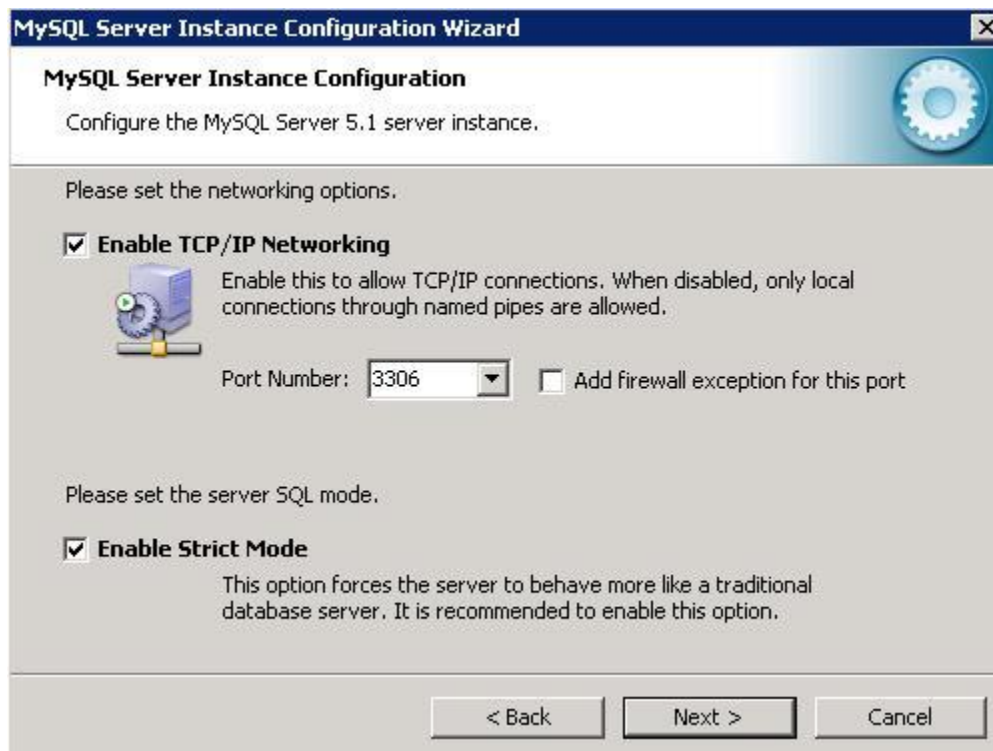 MySQL Server Instance Configuration Wizard
MySQL Server Instance Configuration
Configure the MySQL Server 5.1 server instance.
Please set the networking options.
Enable TCP/IP Networking
Enable this to allow TCP/IP connections. When disabled, only local
connections through named pipes are allowed.
Port Number: 3306 Add firewall exception for this port
Please set the server SQL mode.
Enable Strict Mode
This option forces the server to behave more like a traditional
database server. It is recommended to enable this option.
< Back Next > Cancel